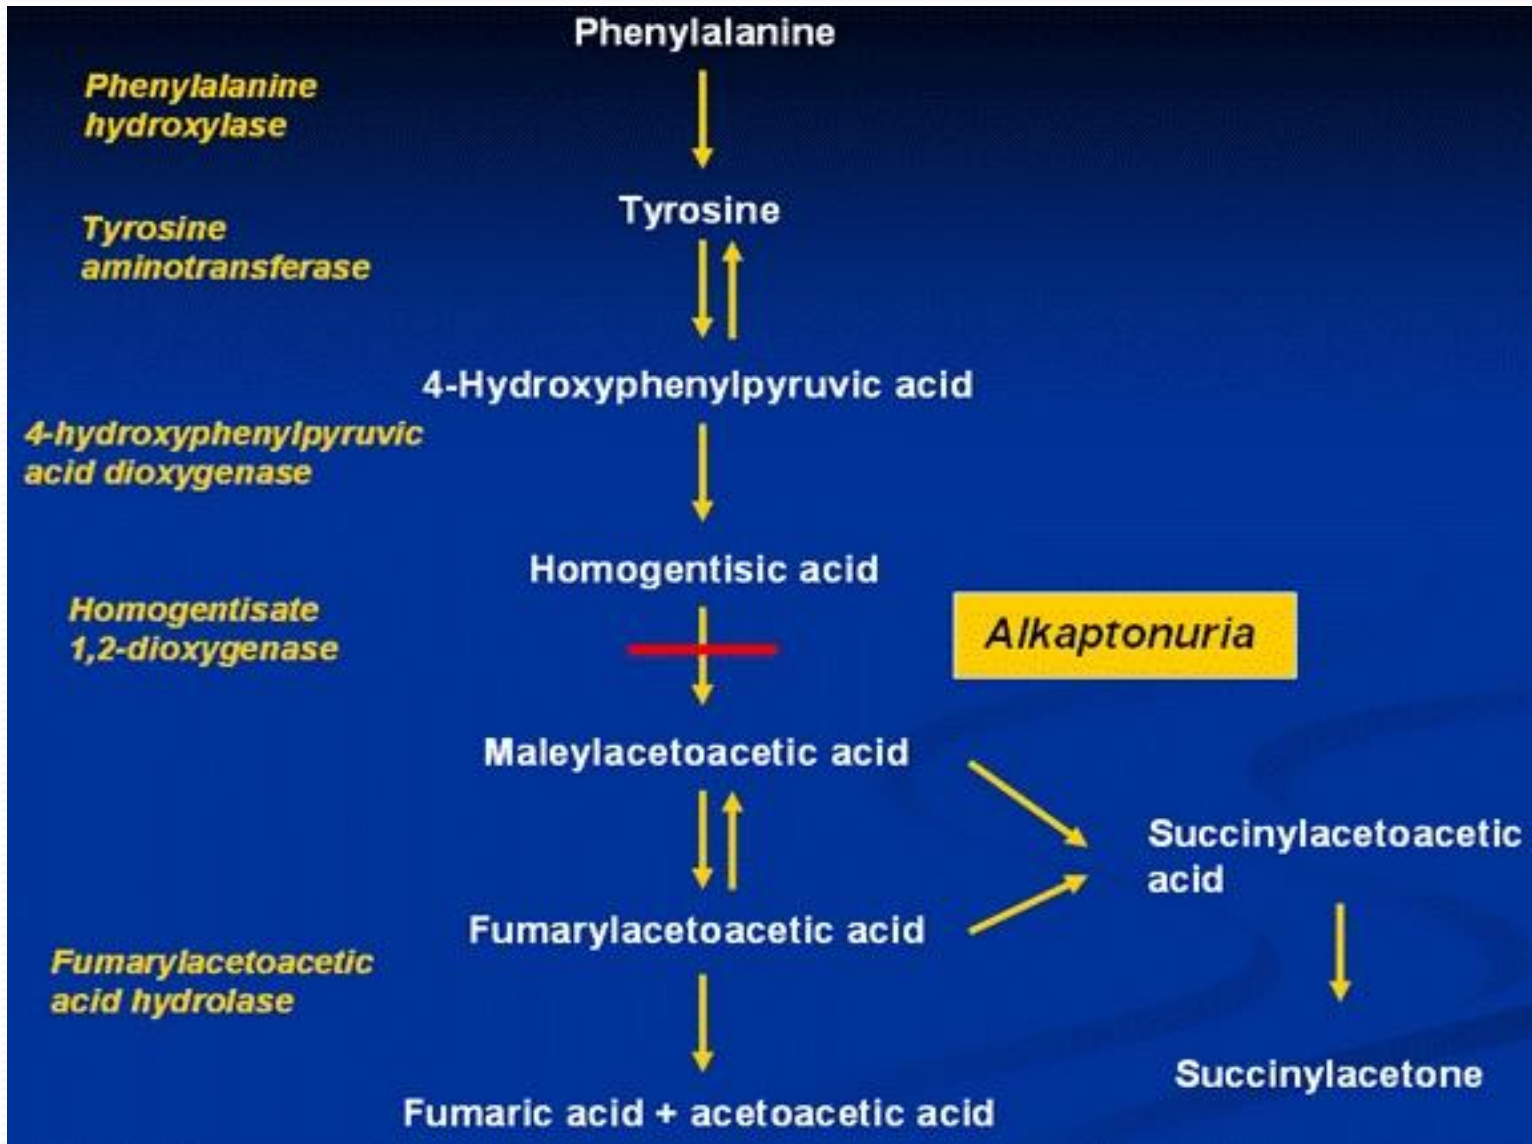 Phenylalanine
Phenylalanine
hydroxylase
Tyrosine
Tyrosine
aminotransferase
4-Hydroxyphenylpyruvic acid
4-hydroxyphenylpyruvic
acid dioxygenase
Homogentisic acid
Homogentisate
1,2-dioxygenase
Alkaptonuria
Maleylacetoacetic acid
Succinylacetoacetic
acid
Fumarylacetoacetic acid
Fumarylacetoacetic
acid hydrolase
Succinylacetone
Fumaric acid + acetoacetic acid